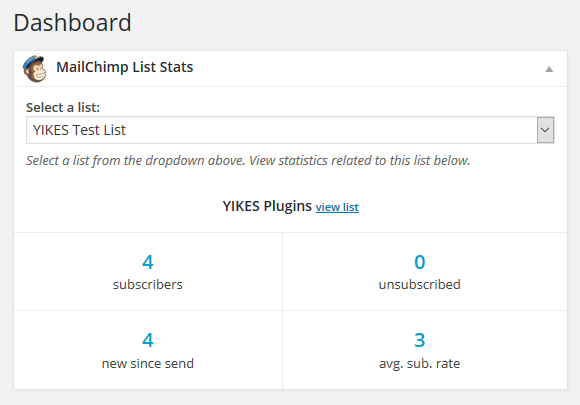 Dashboard
MailChimp List Stats
Select a list:
YIKES Test List
Select a list from the dropdown above. View statistics related to this list below.
YIKES Plugins view list
4 0
subscribers unsubscribed
4 3
new since send avg. sub. rate